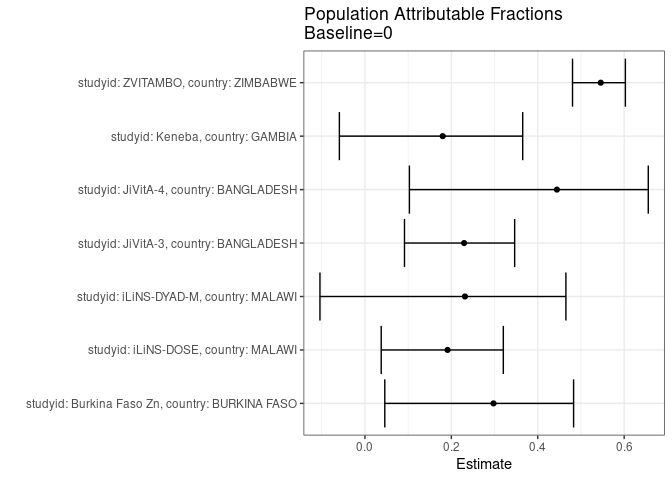 Population Attributable Fractions
Baseline=0
studyid: ZVITAMBO, country: ZIMBABWE
studyid: Keneba, country: GAMBIA
studyid: JiVitA-4, country: BANGLADESH
studyid: JiVitA-3, country: BANGLADESH
studyid: iLiNS-DYAD-M, country: MALAWI
studyid: iLiNS-DOSE, country: MALAWI
studyid: Burkina Faso Zn, country: BURKINA FASO
0.0 0.2 0.4 0.6
Estimate